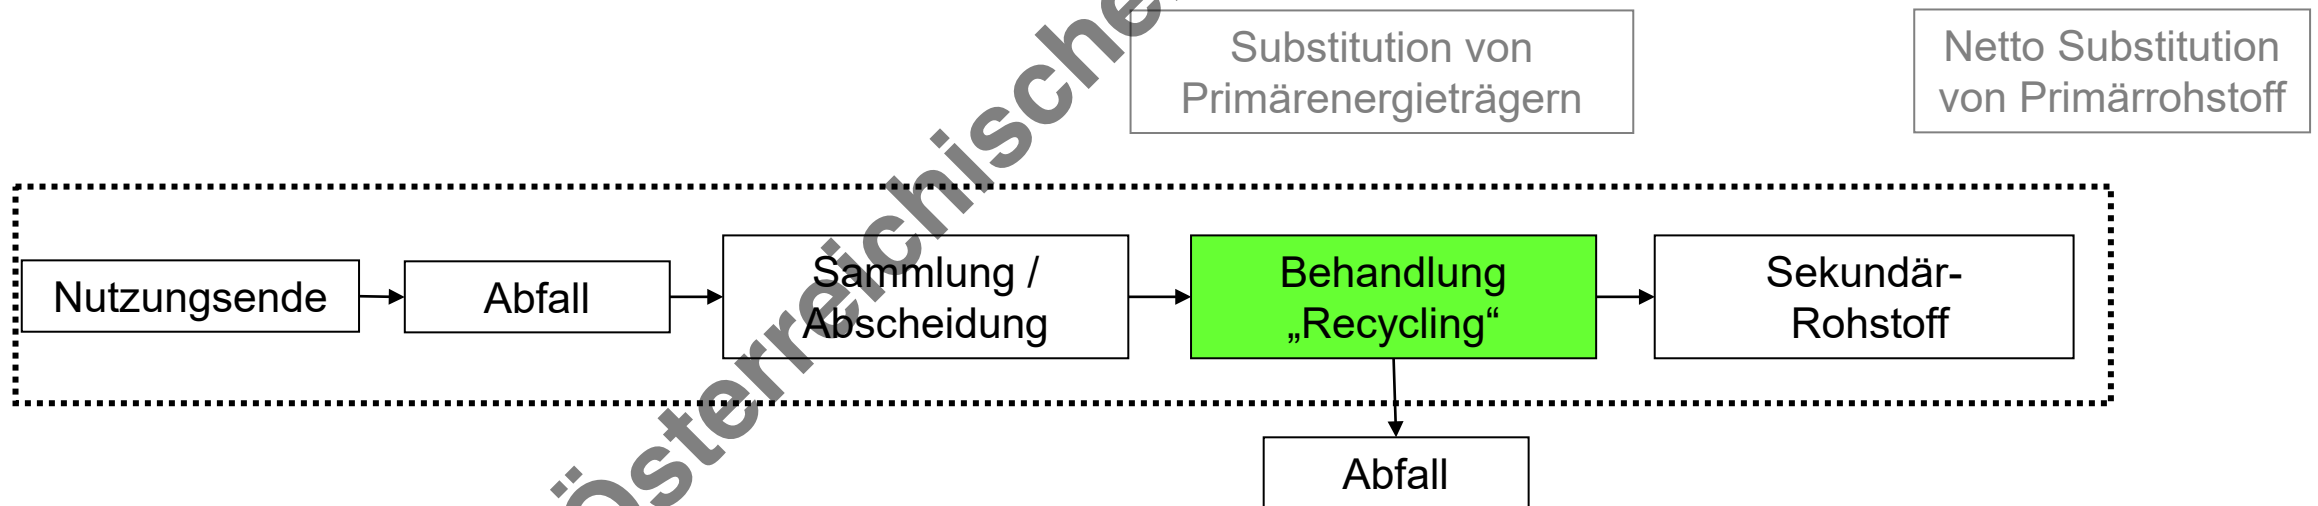 Substitution von
Primärenergieträgern
Netto Substitution
von Primärrohstoff
Nutzungsende
Abfall
Sammlung /
Abscheidung
Behandlung
„Recycling“
Sekundär-
Rohstoff
Abfall
Österreichische